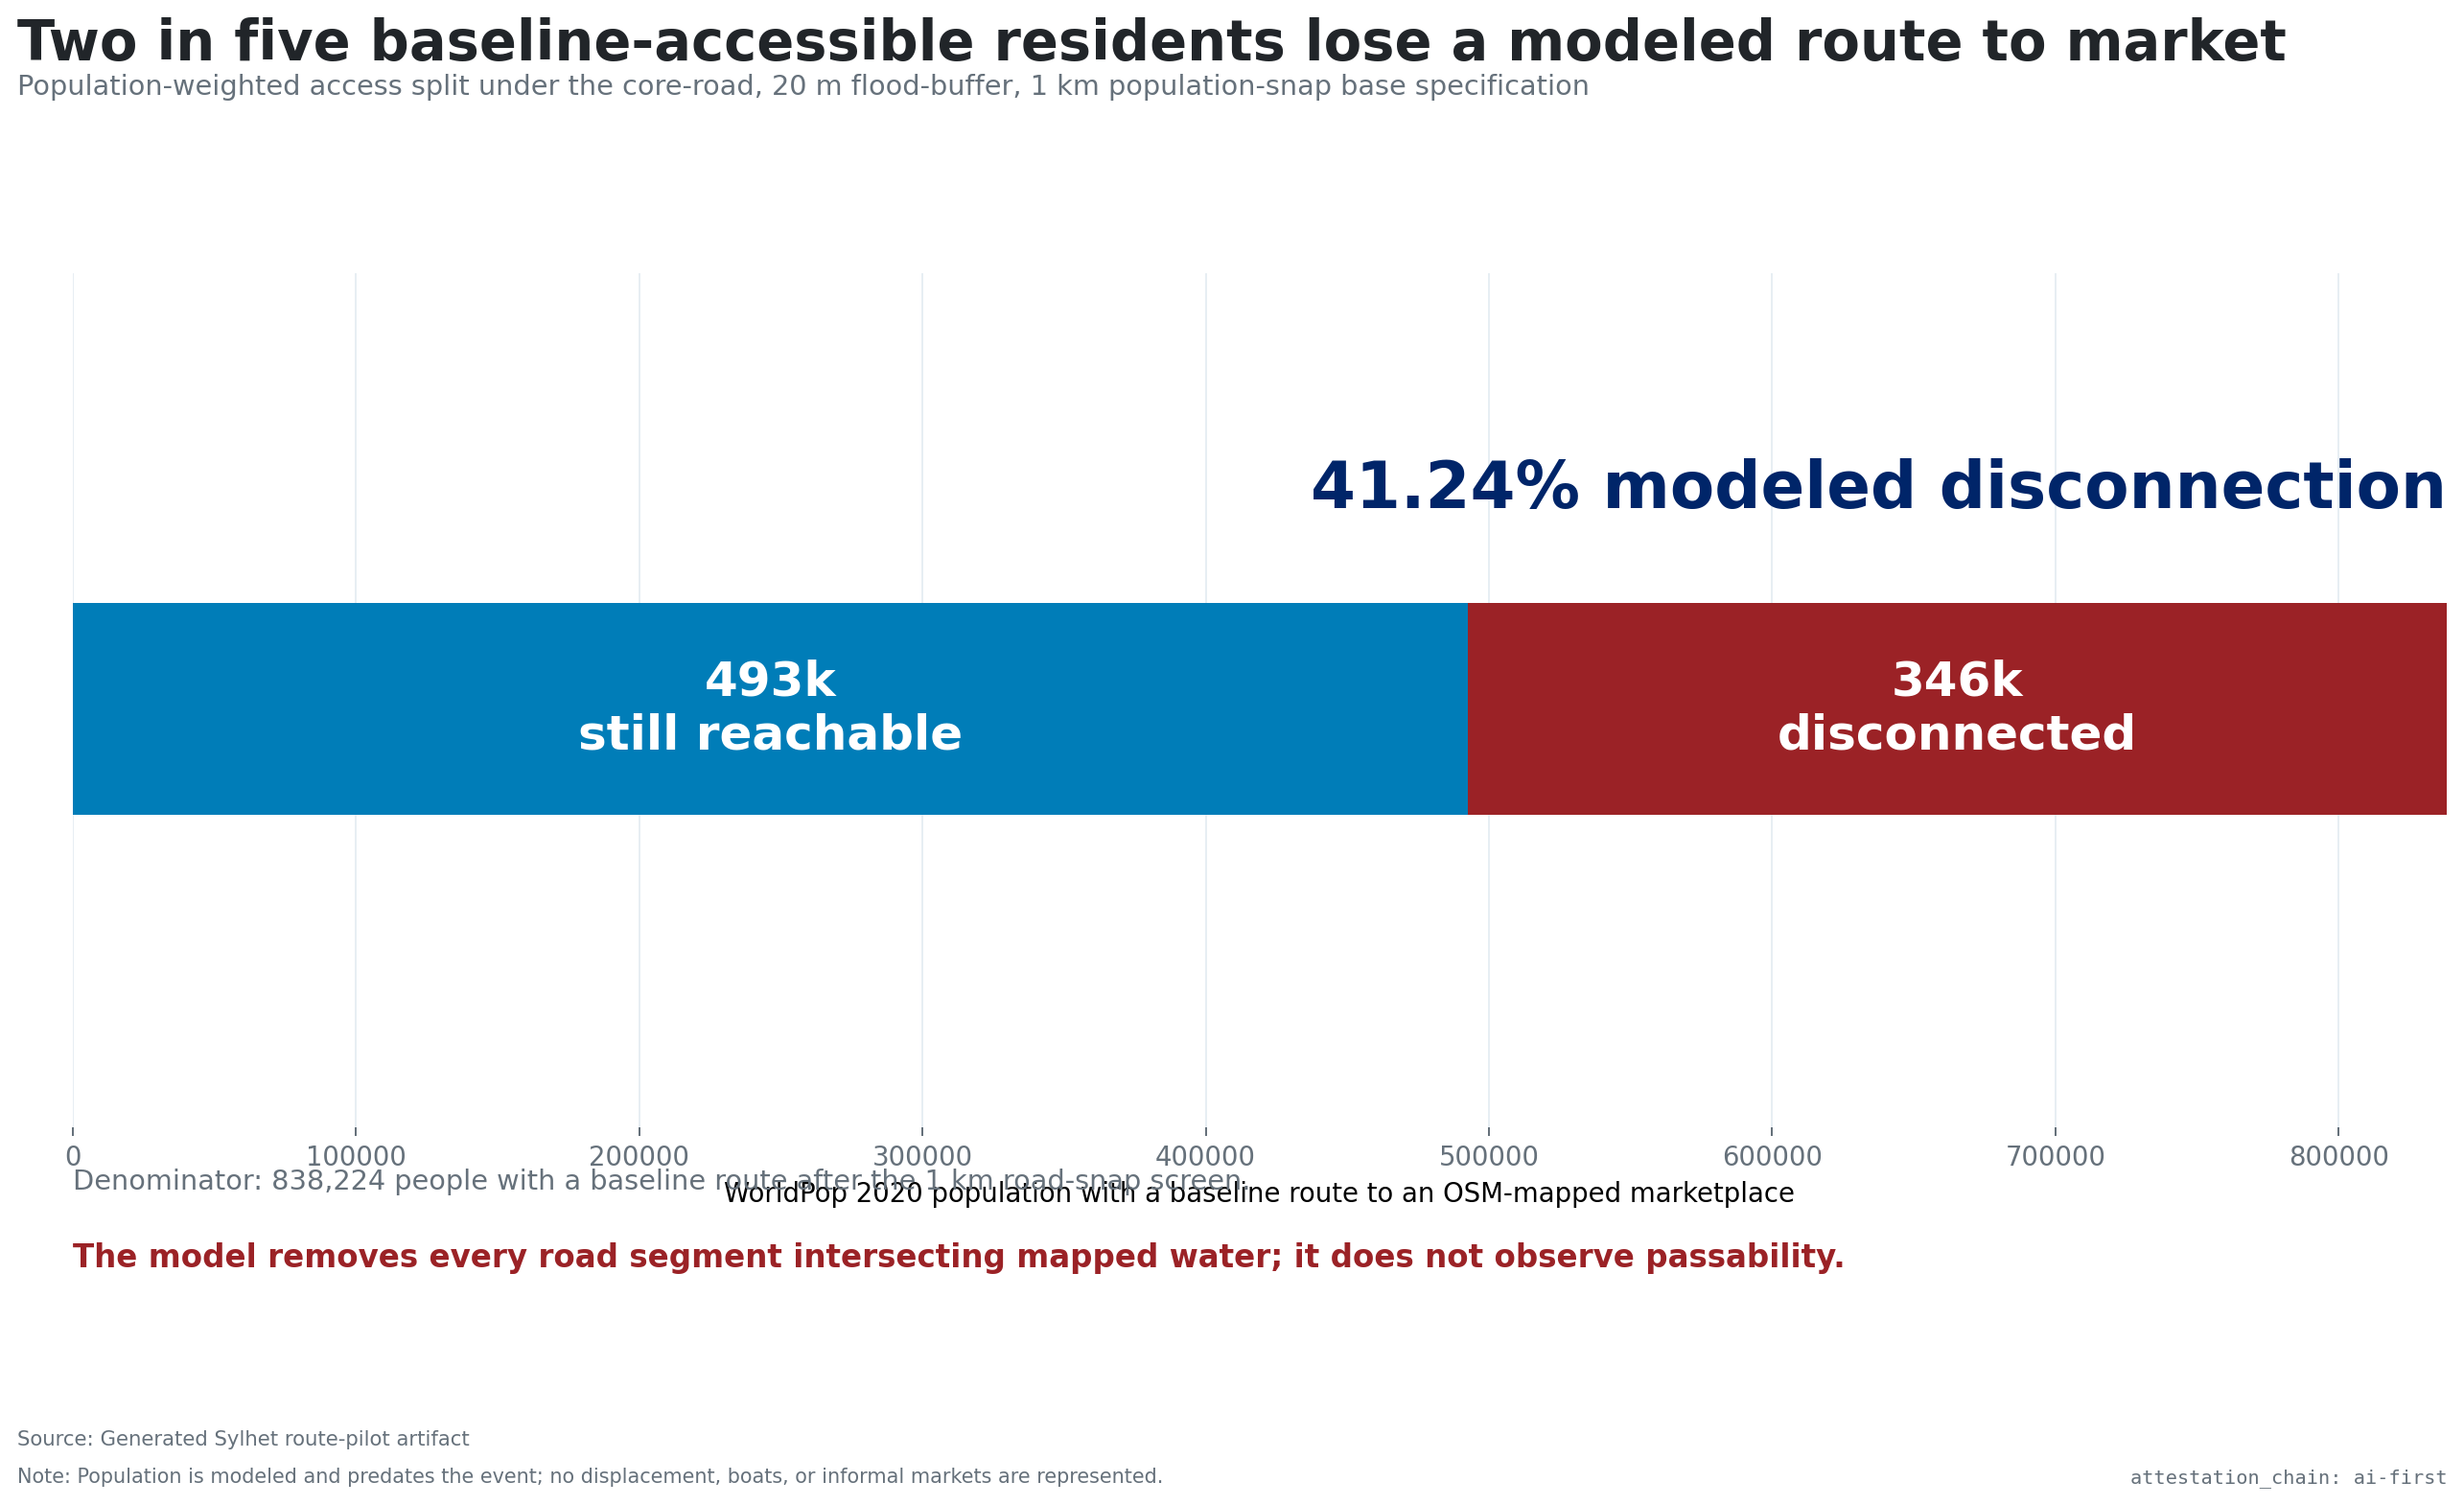 Two in five baseline-accessible residents lose a modeled route to market
Population-weighted access split under the core-road, 20 m flood-buffer, 1 km population-snap base specification
41.24% modeled disconnection
493k
still reachable
346k
disconnected
0 100000 200000 300000 400000 500000 600000 700000 800000
Denominator: 838,224 people with a baseline route after the 1 km road-snap screen.
WorldPop 2020 population with a baseline route to an OSM-mapped marketplace
The model removes every road segment intersecting mapped water; it does not observe passability.
Source: Generated Sylhet route-pilot artifact
Note: Population is modeled and predates the event; no displacement, boats, or informal markets are represented.
attestation_chain: ai-first